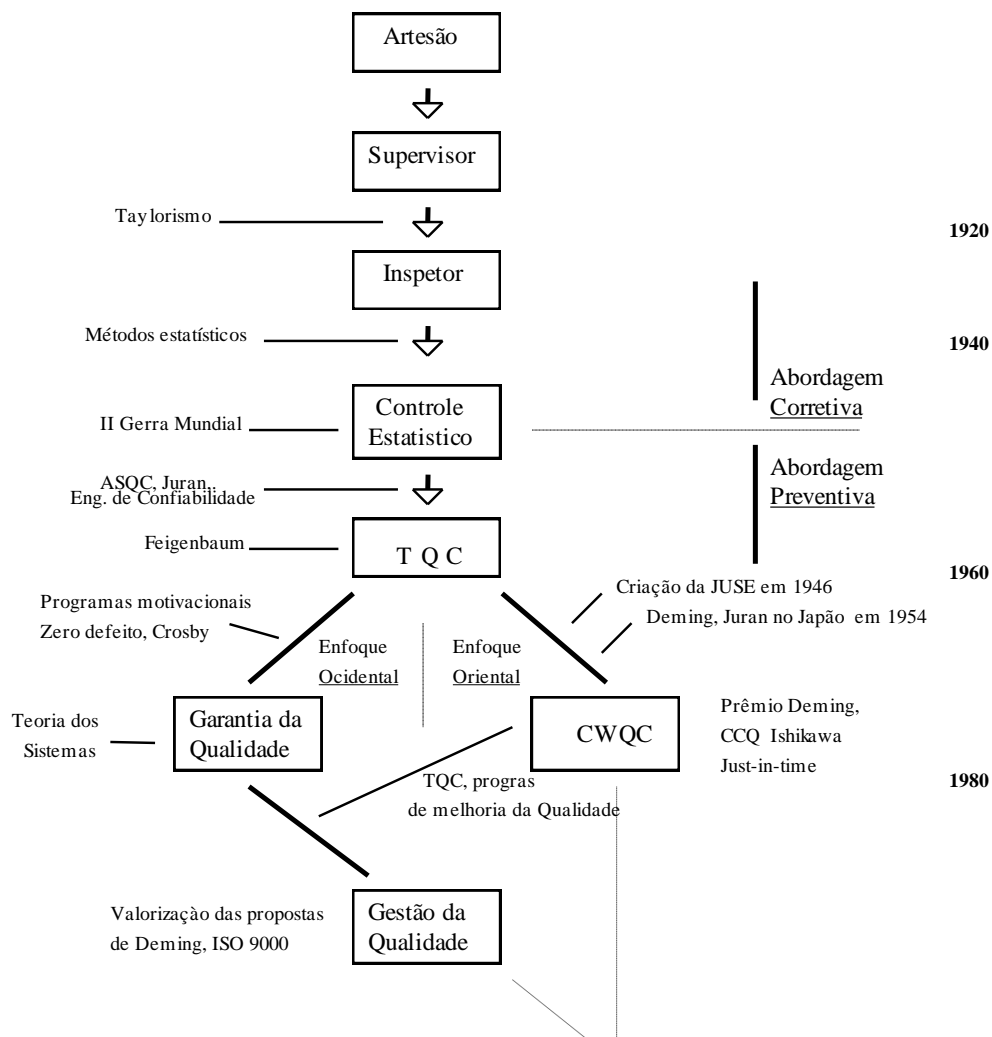 Artesão
Supervisor
Taylorismo
1920
Inspetor
Métodos estatísticos
1940
Abordagem
Corretiva
Controle
Estatistico
II Gerra Mundial
Abordagem
Preventiva
ASQC, Juran,
Eng. de Confiabilidade
Feigenbaum
T Q C
1960
Criação da JUSE em 1946
Deming, Juran no Japão em 1954
Programas motivacionais
Zero defeito, Crosby
Enfoque
Ocidental
Enfoque
Oriental
Teoria dos
Sistemas
Garantia da
Qualidade
CWQC
Prêmio Deming,
CCQ Ishikawa
Just-in-time
1980
TQC, progras
de melhoria da Qualidade
Valorizaçào das propostas
de Deming, ISO 9000
Gestão da
Qualidade